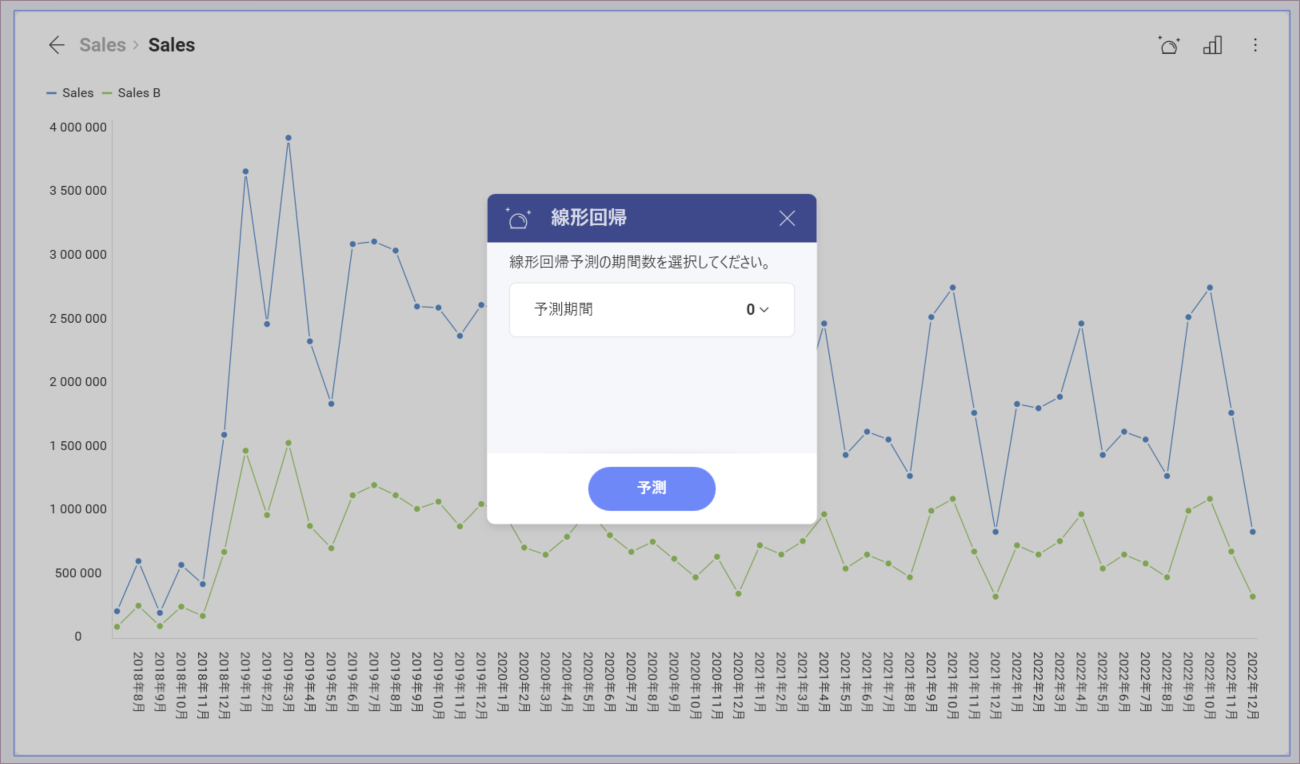 Sales > Sales
Sales Sales B
4 000 000
3 500 000
3 000 000
2 500 000
2 000 000
1 500 000
1 000 000
500 000
0
線形回帰
線形回帰予測の期間数を選択してください。
予測期間 0
予測
2018年8月
2018年9月
2018年10月
2018年11月
2018年12月
2019年1月
2019年2月
2019年3月
2019年4月
2019年5月
2019年6月
2019年7月
2019年8月
2019年9月
2019年10月
2019年11月
2019年12月
2020年1月
2020年2月
2020年3月
2020年4月
2020年5月
2020年6月
2020年7月
2020年8月
2020年9月
2020年10月
2020年11月
2020年12月
2021年1月
2021年2月
2021年3月
2021年4月
2021年5月
2021年6月
2021年7月
2021年8月
2021年9月
2021年10月
2021年11月
2021年12月
2022年1月
2022年2月
2022年3月
2022年4月
2022年5月
2022年6月
2022年7月
2022年8月
2022年9月
2022年10月
2022年11月
2022年12月